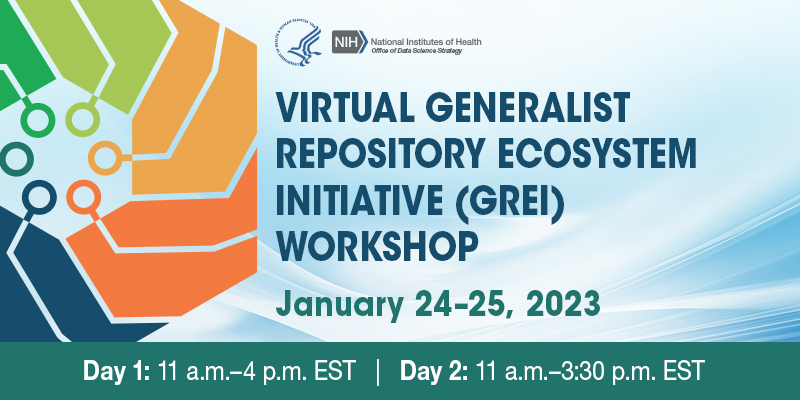 NIH National Institutes of Health
Office of Data Science Strategy
VIRTUAL GENERALIST
REPOSITORY ECOSYSTEM
INITIATIVE (GREI)
WORKSHOP
January 24-25, 2023
Day 1: 11 a.m.–4 p.m. EST | Day 2: 11 a.m.–3:30 p.m. EST